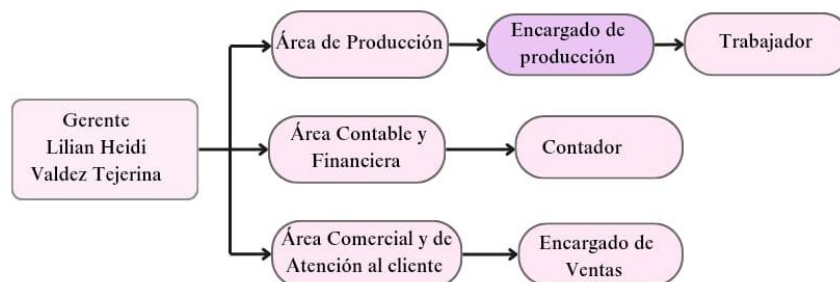 Gerente
Lilian Heidi
Valdez Tejerina
Área de Producción
Encargado de
producción
Trabajador
Área Contable y
Financiera
Contador
Área Comercial y de
Atención al cliente
Encargado de
Ventas